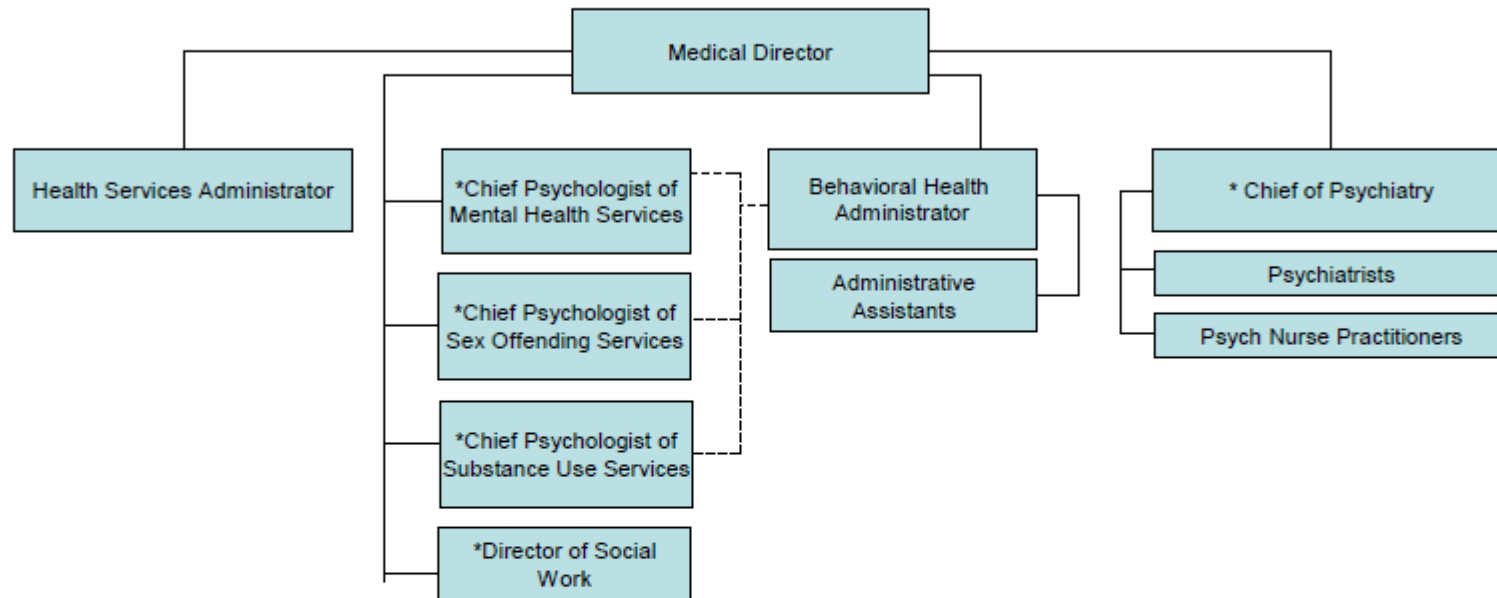 Medical Director
Health Services Administrator
*Chief Psychologist of
Mental Health Services
Behavioral Health
Administrator
* Chief of Psychiatry
*Chief Psychologist of
Sex Offending Services
Administrative
Assistants
Psychiatrists
Psych Nurse Practitioners
*Chief Psychologist of
Substance Use Services
*Director of Social
Work